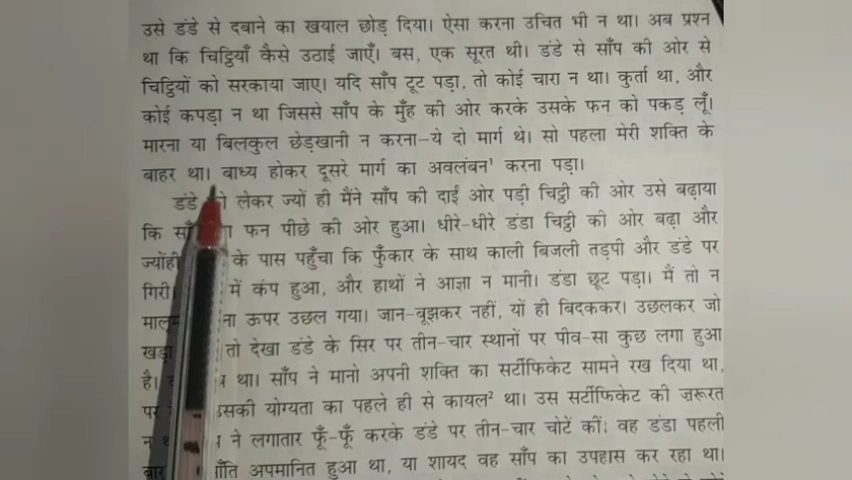 उसे डंडे से दबाने का खयाल छोड़ दिया। ऐसा करना उचित भी न था। अब प्रश्न
था कि चिट्ठियाँ कैसे उठाई जाएँ। बस, एक सूरत थी। डंडे से साँप की ओर से
चिट्ठियों को सरकाया जाए। यदि साँप टूट पड़ा, तो कोई चारा न था। कुर्ता था, और
कोई कपड़ा न था जिससे साँप के मुँह की ओर करके उसके फन को पकड़ लूँ।
मारना या बिलकुल छेड़खानी न करना–ये दो मार्ग थे। सो पहला मेरी शक्ति के
बाहर था। बाध्य होकर दूसरे मार्ग का अवलंबन¹ करना पड़ा।
डंडे लेकर ज्यों ही मैंने साँप की दाईं ओर पड़ी चिट्ठी की ओर उसे बढ़ाया
कि फन पीछे की ओर हुआ। धीरे-धीरे डंडा चिट्ठी की ओर बढ़ा और
ज्योंही के पास पहुँचा कि फुँकार के साथ काली बिजली तड़पी और डंडे पर
गिरी। में कंप हुआ, और हाथों ने आज्ञा न मानी। डंडा छूट पड़ा। मैं तो न
ऊपर उछल गया। जान-बूझकर नहीं, यों ही बिदककर। उछलकर जो
खड़ा तो देखा डंडे के सिर पर तीन-चार स्थानों पर पीव-सा कुछ लगा हुआ
है। था। साँप ने मानो अपनी शक्ति का सर्टीफिकेट सामने रख दिया था,
पर योग्यता का पहले ही से कायल² था। उस सर्टीफिकेट की ज़रूरत
न ने लगातार फूँ-फूँ करके डंडे पर तीन-चार चोटें कीं; वह डंडा पहली
बार अपमानित हुआ था, या शायद वह साँप का उपहास कर रहा था।